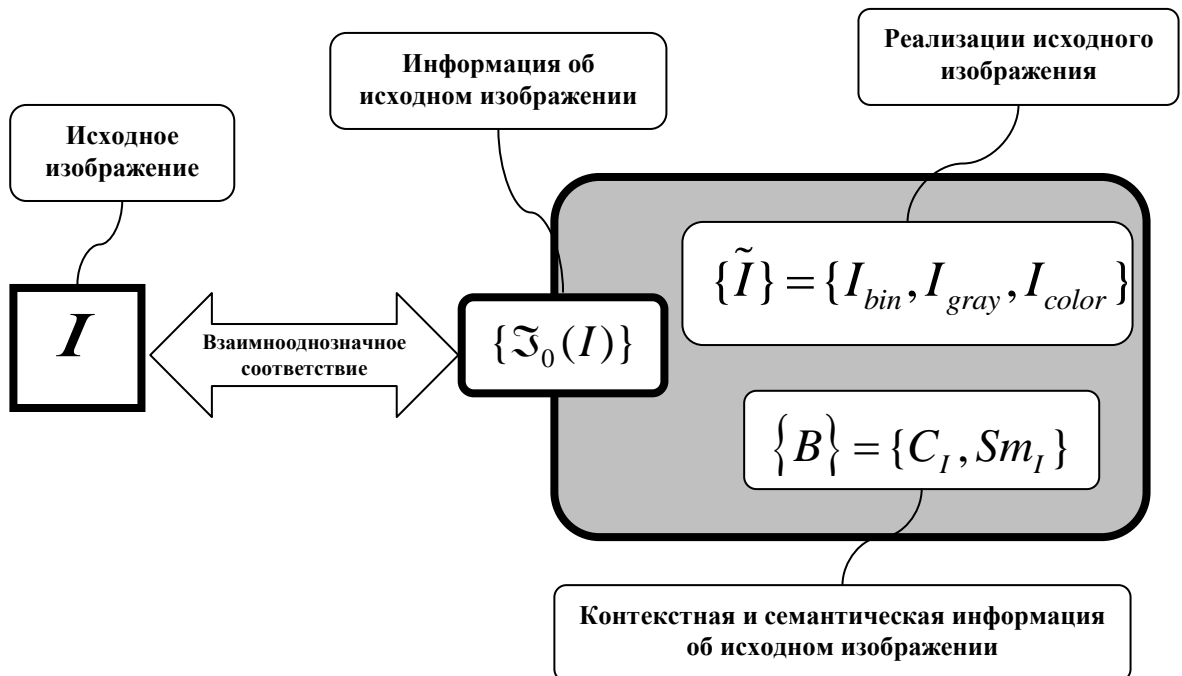 Реализации исходного
изображения
Информация об
исходном изображении
Исходное
изображение
{Ĩ} = {I_bin, I_gray, I_color}
I
Взаимнооднозначное
соответствие
{ℑ₀(I)}
{B} = {C_I, Sm_I}
Контекстная и семантическая информация
об исходном изображении